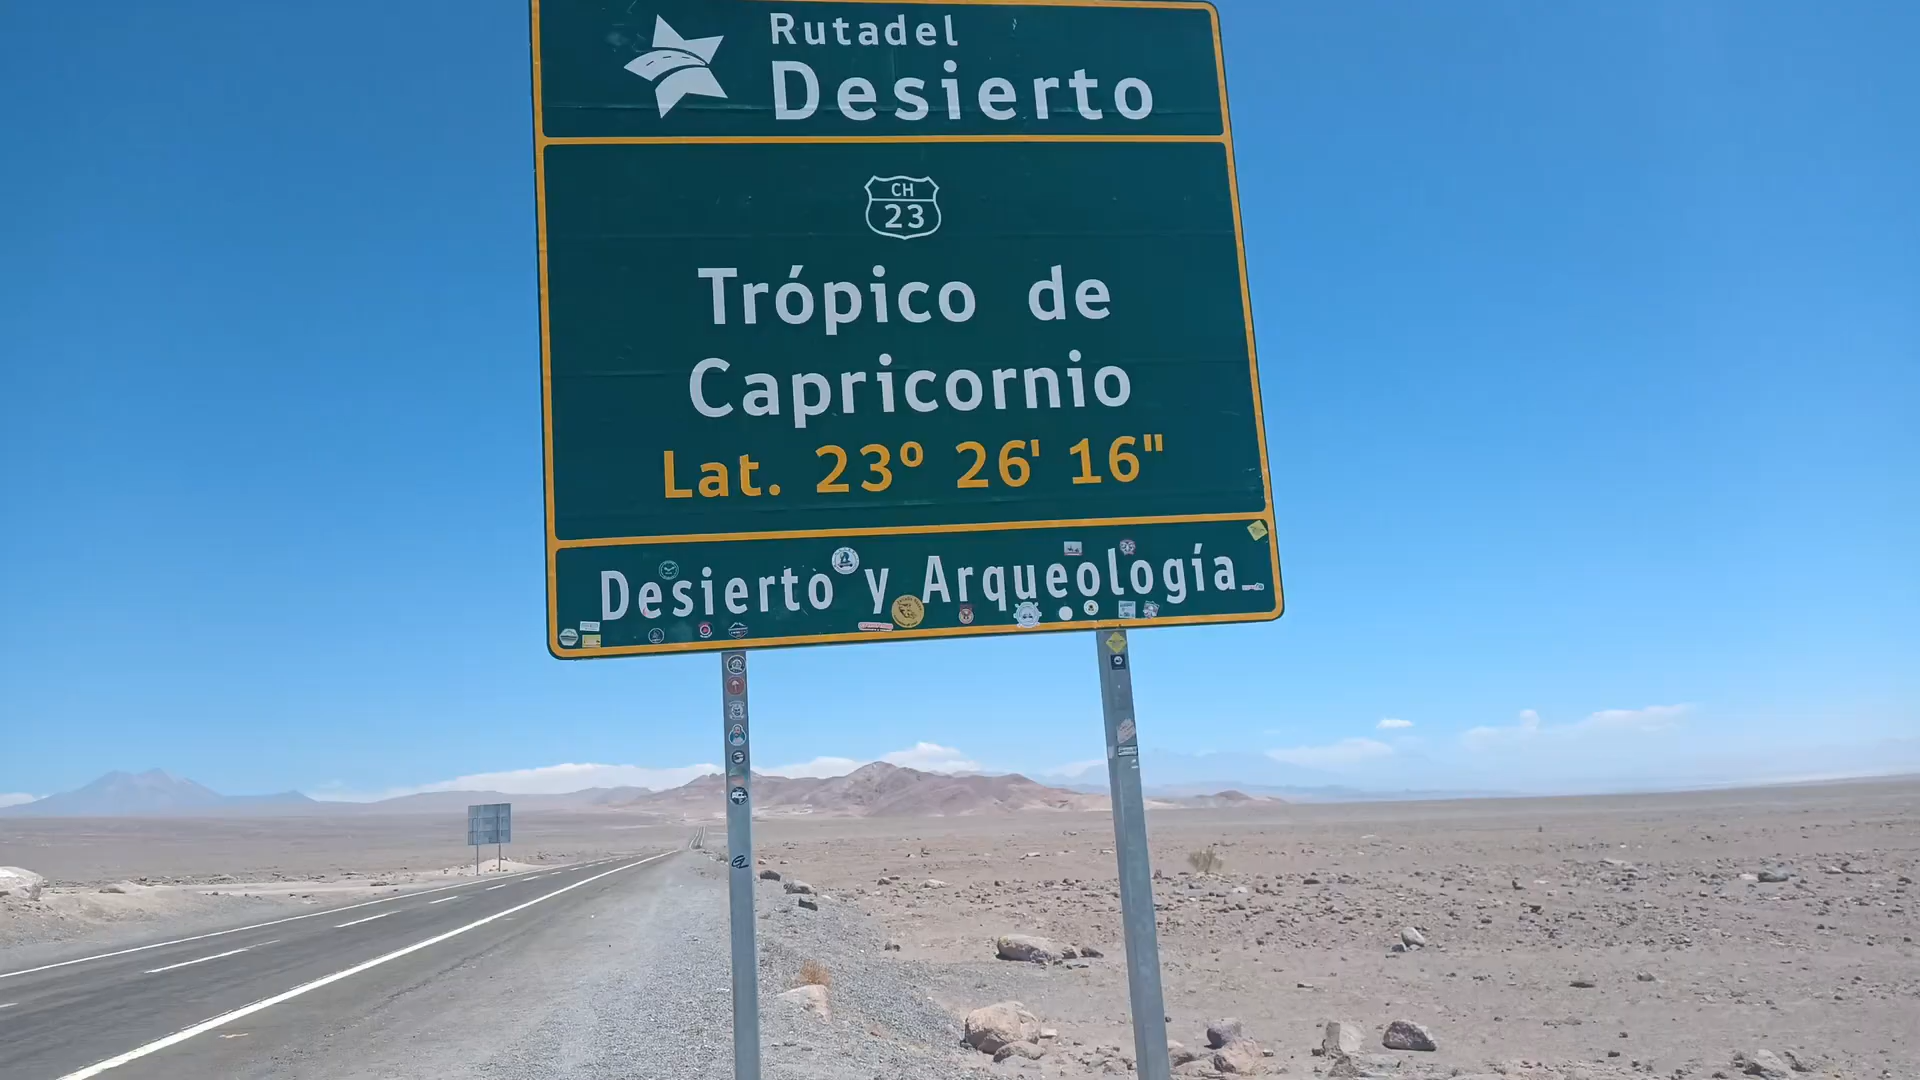 Rutadel
Desierto
CH
23
Trópico de
Capricornio
Lat. 23º 26' 16"
Desierto y Arqueología